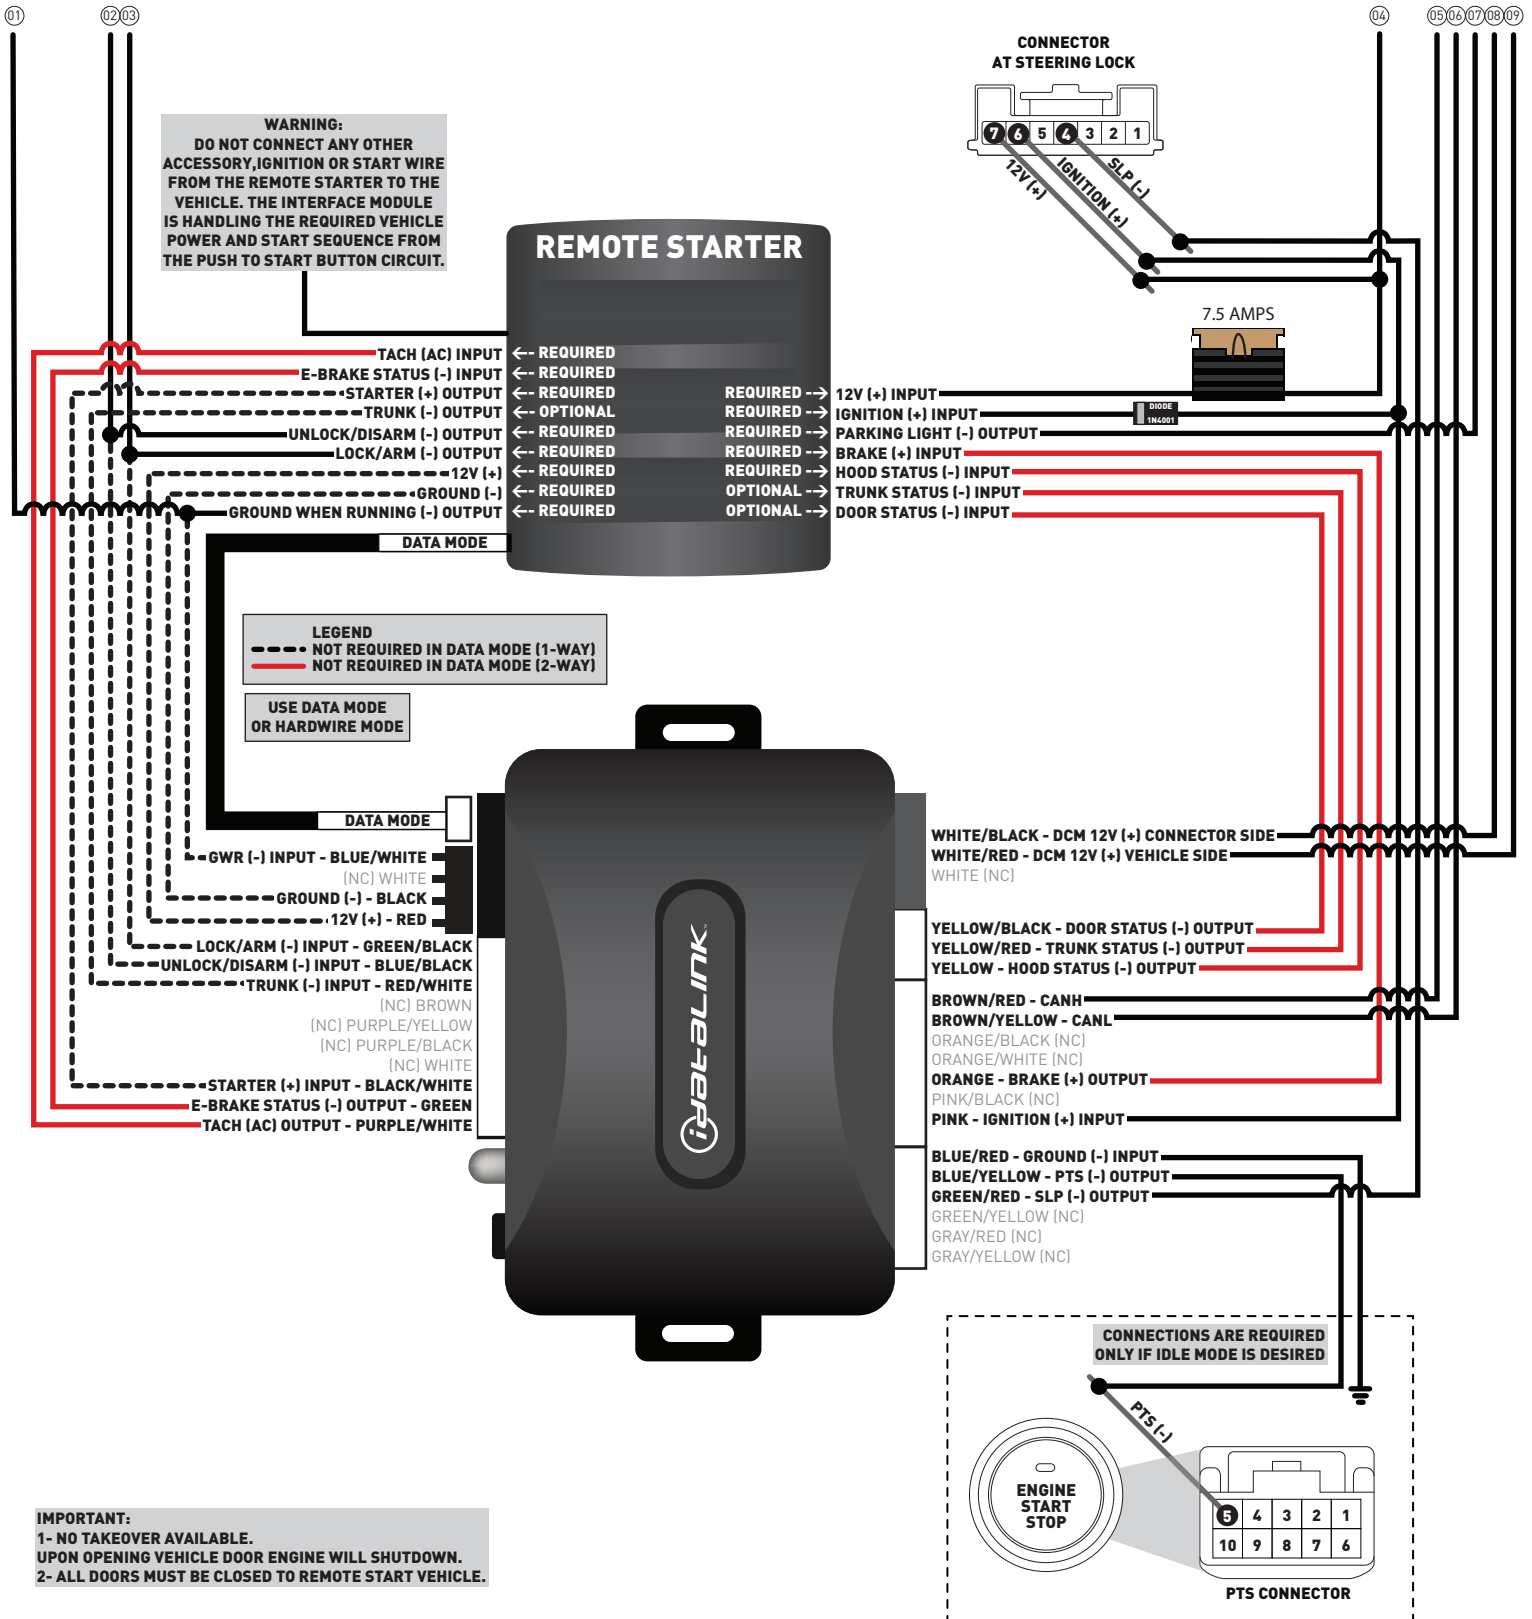 01
02
03
04
05
06
07
08
09
CONNECTOR
AT STEERING LOCK
7 6 5 4 3 2 1
12V (+)
IGNITION (+)
SLP (-)
WARNING:
DO NOT CONNECT ANY OTHER
ACCESSORY,IGNITION OR START WIRE
FROM THE REMOTE STARTER TO THE
VEHICLE. THE INTERFACE MODULE
IS HANDLING THE REQUIRED VEHICLE
POWER AND START SEQUENCE FROM
THE PUSH TO START BUTTON CIRCUIT.
REMOTE STARTER
7.5 AMPS
TACH (AC) INPUT <-- REQUIRED
E-BRAKE STATUS (-) INPUT <-- REQUIRED
STARTER (+) OUTPUT <-- REQUIRED
TRUNK (-) OUTPUT <-- OPTIONAL
UNLOCK/DISARM (-) OUTPUT <-- REQUIRED
LOCK/ARM (-) OUTPUT <-- REQUIRED
12V (+) <-- REQUIRED
GROUND (-) <-- REQUIRED
GROUND WHEN RUNNING (-) OUTPUT <-- REQUIRED
REQUIRED --> 12V (+) INPUT
REQUIRED --> IGNITION (+) INPUT
REQUIRED --> PARKING LIGHT (-) OUTPUT
REQUIRED --> BRAKE (+) INPUT
REQUIRED --> HOOD STATUS (-) INPUT
OPTIONAL --> TRUNK STATUS (-) INPUT
OPTIONAL --> DOOR STATUS (-) INPUT
DIODE
1N4001
DATA MODE
LEGEND
NOT REQUIRED IN DATA MODE (1-WAY)
NOT REQUIRED IN DATA MODE (2-WAY)
USE DATA MODE
OR HARDWIRE MODE
DATA MODE
GWR (-) INPUT - BLUE/WHITE
(NC) WHITE
GROUND (-) - BLACK
12V (+) - RED
LOCK/ARM (-) INPUT - GREEN/BLACK
UNLOCK/DISARM (-) INPUT - BLUE/BLACK
TRUNK (-) INPUT - RED/WHITE
(NC) BROWN
(NC) PURPLE/YELLOW
(NC) PURPLE/BLACK
(NC) WHITE
STARTER (+) INPUT - BLACK/WHITE
E-BRAKE STATUS (-) OUTPUT - GREEN
TACH (AC) OUTPUT - PURPLE/WHITE
idatalink
WHITE/BLACK - DCM 12V (+) CONNECTOR SIDE
WHITE/RED - DCM 12V (+) VEHICLE SIDE
WHITE (NC)
YELLOW/BLACK - DOOR STATUS (-) OUTPUT
YELLOW/RED - TRUNK STATUS (-) OUTPUT
YELLOW - HOOD STATUS (-) OUTPUT
BROWN/RED - CANH
BROWN/YELLOW - CANL
ORANGE/BLACK (NC)
ORANGE/WHITE (NC)
ORANGE - BRAKE (+) OUTPUT
PINK/BLACK (NC)
PINK - IGNITION (+) INPUT
BLUE/RED - GROUND (-) INPUT
BLUE/YELLOW - PTS (-) OUTPUT
GREEN/RED - SLP (-) OUTPUT
GREEN/YELLOW (NC)
GRAY/RED (NC)
GRAY/YELLOW (NC)
CONNECTIONS ARE REQUIRED
ONLY IF IDLE MODE IS DESIRED
PTS (-)
ENGINE
START
STOP
5 4 3 2 1
10 9 8 7 6
PTS CONNECTOR
IMPORTANT:
1- NO TAKEOVER AVAILABLE.
UPON OPENING VEHICLE DOOR ENGINE WILL SHUTDOWN.
2- ALL DOORS MUST BE CLOSED TO REMOTE START VEHICLE.